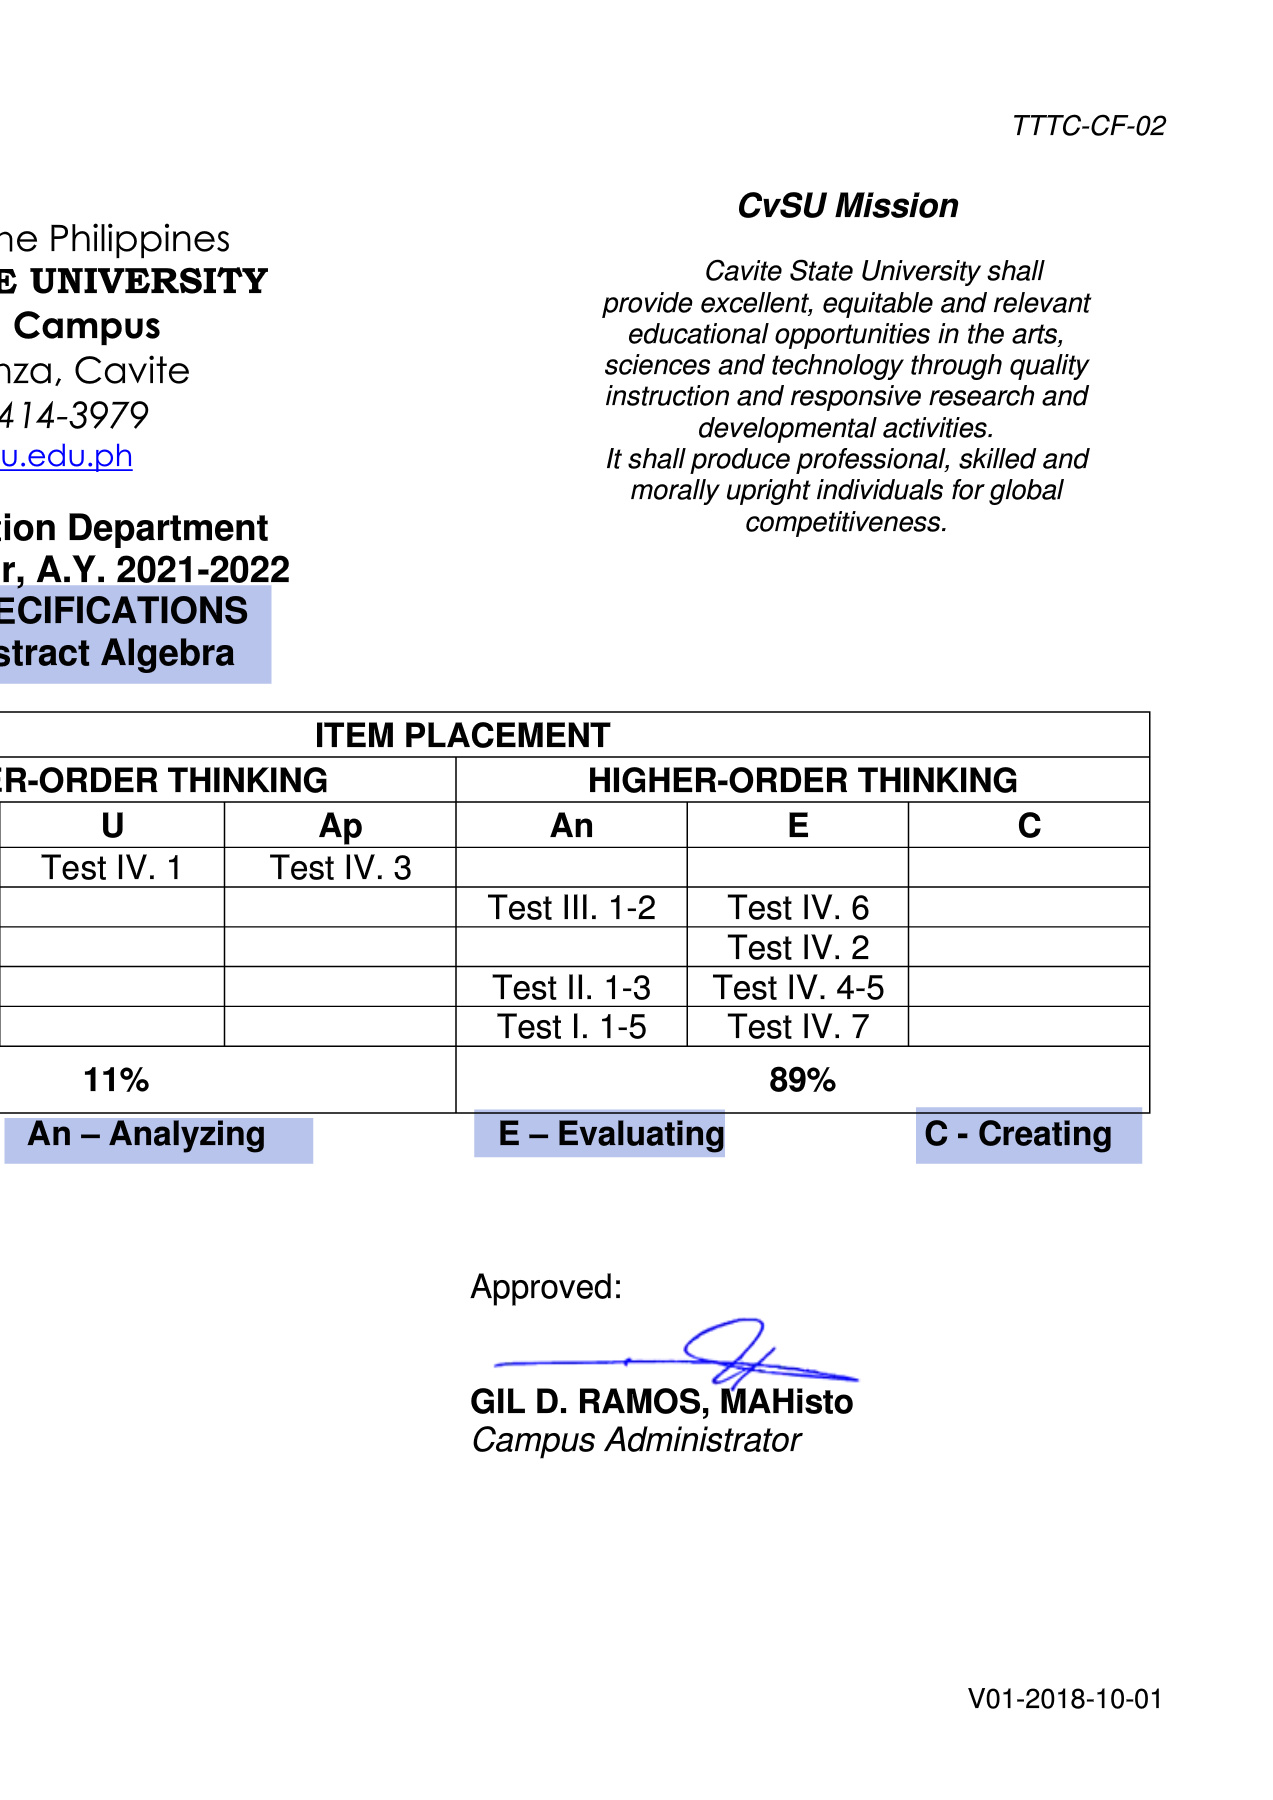 TTTC-CF-02
CvSU Mission
ne Philippines
E UNIVERSITY
Campus
nza, Cavite
414-3979
u.edu.ph
Cavite State University shall
provide excellent, equitable and relevant
educational opportunities in the arts,
sciences and technology through quality
instruction and responsive research and
developmental activities.
It shall produce professional, skilled and
morally upright individuals for global
competitiveness.
tion Department
r, A.Y. 2021-2022
ECIFICATIONS
stract Algebra
ITEM PLACEMENT
ER-ORDER THINKING HIGHER-ORDER THINKING
U Ap An E C
Test IV. 1 Test IV. 3
Test III. 1-2 Test IV. 6
Test IV. 2
Test II. 1-3 Test IV. 4-5
Test I. 1-5 Test IV. 7
11% 89%
An – Analyzing E – Evaluating C - Creating
Approved:
GIL D. RAMOS, MAHisto
Campus Administrator
V01-2018-10-01